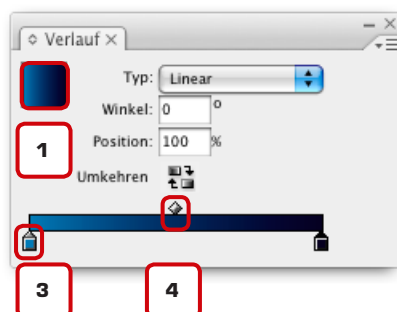 Verlauf
Typ: Linear
Winkel: 0 °
1
Position: 100 %
Umkehren
3 4